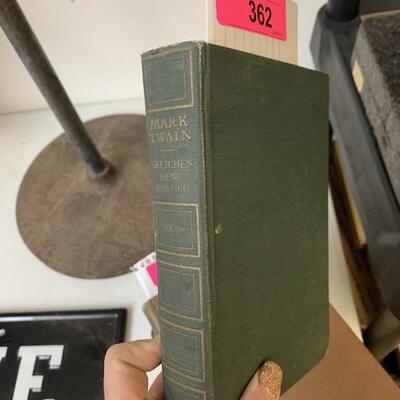 362
MARK
TWAIN
SKETCHES
NEW
AND OLD